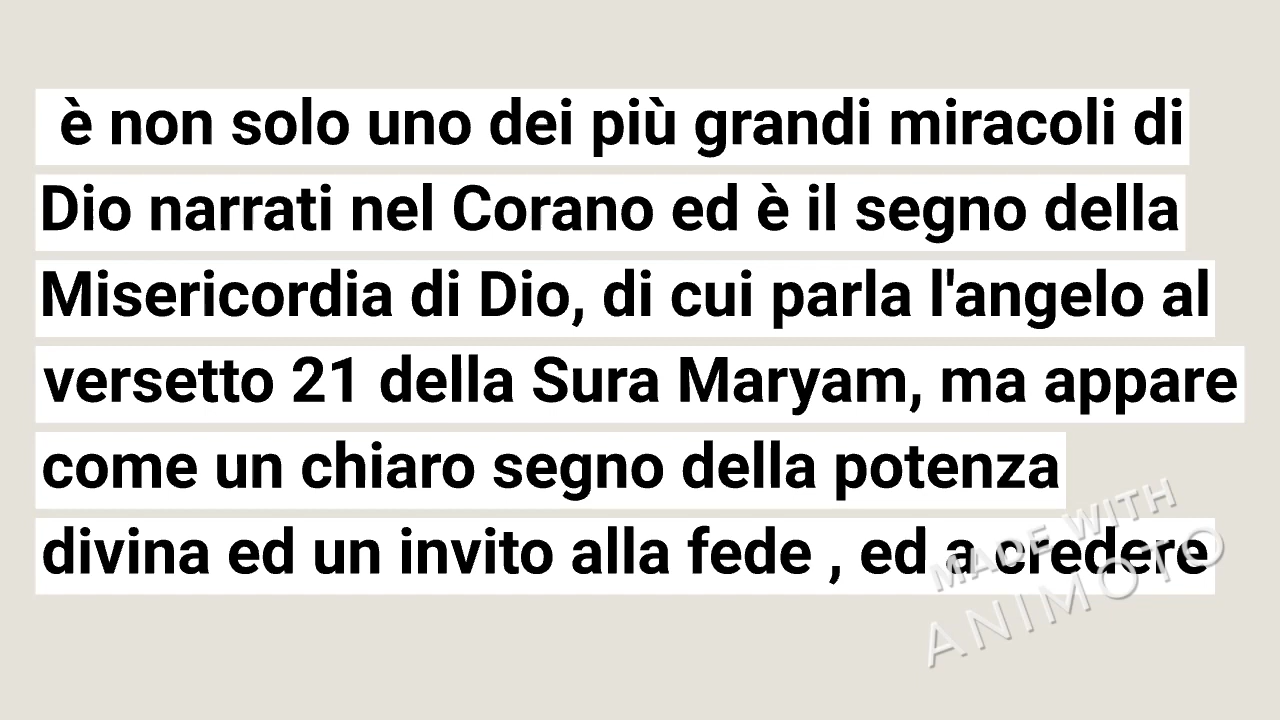 è non solo uno dei più grandi miracoli di
Dio narrati nel Corano ed è il segno della
Misericordia di Dio, di cui parla l'angelo al
versetto 21 della Sura Maryam, ma appare
come un chiaro segno della potenza
divina ed un invito alla fede , ed a credere
MADE WITH
ANIMOTO